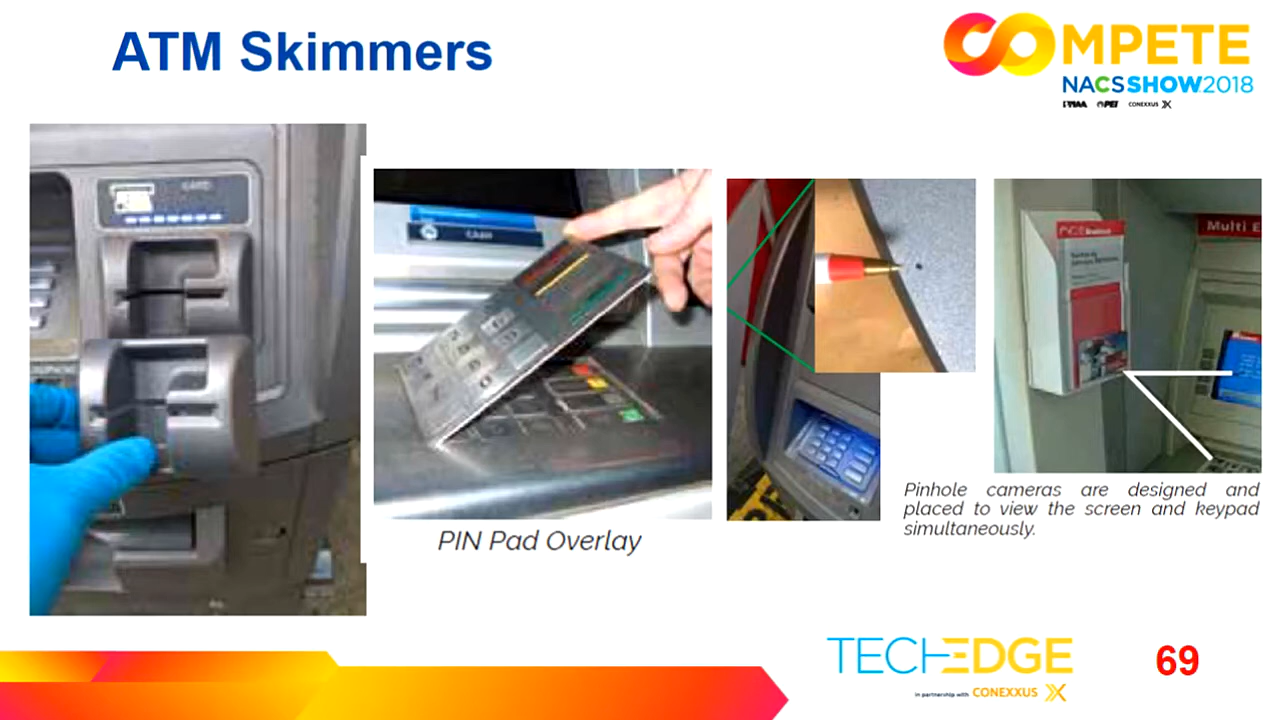 ATM Skimmers
COMPETE
NACSSHOW2018
CONEXXUS
CARD
CASH
Multi E
PIN Pad Overlay
Pinhole cameras are designed and
placed to view the screen and keypad
simultaneously.
TECHEDGE
in partnership with CONEXXUS
69